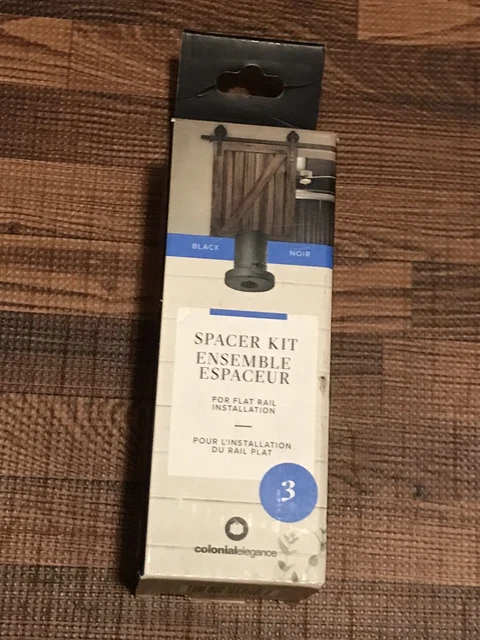 BLACK
NOIR
SPACER KIT
ENSEMBLE
ESPACEUR
FOR FLAT RAIL
INSTALLATION
POUR L'INSTALLATION
DU RAIL PLAT
3
colonialelegance